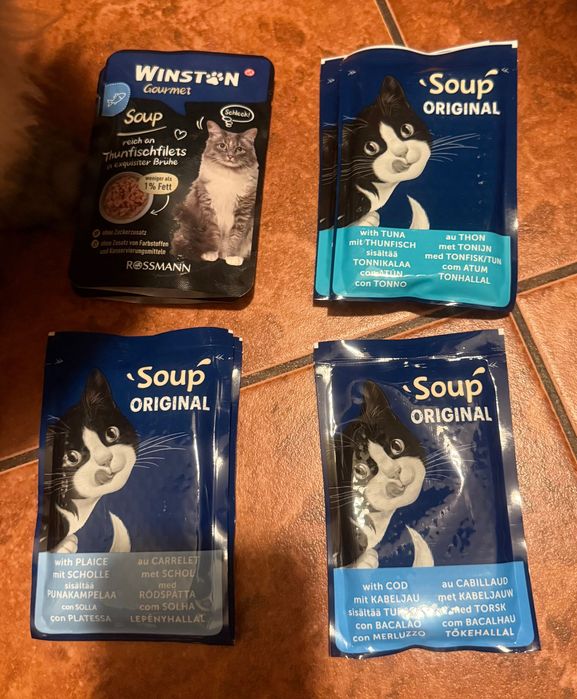 WINSTON
Gourmet
Soup
reich an
Thunfischfilets
in exquisiter Brühe
Schleck!
weniger als
1% Fett
ohne Zuckerzusatz
ohne Zusatz von Farbstoffen
und Konservierungsmitteln
ROSSMANN
Soup
ORIGINAL
with TUNA
mit THUNFISCH
sisältää
TONNIKALAA
com ATÚN
con TONNO
au THON
met TONIJN
med TONFISK/TUN
com ATUM
TONHALLAL
Soup
ORIGINAL
with PLAICE
mit SCHOLLE
sisältää
PUNAKAMPELAA
con SOLLA
con PLATESSA
au CARRELET
met SCHOL
med
RÖDSPÄTTA
com SOLHA
LEPÉNYHALLAL
Soup
ORIGINAL
with COD
mit KABELJAU
sisältää
con BACALAO
con MERLUZZO
au CABILLAUD
met KABELJAUW
med TORSK
com BACALHAU
TŐKEHALLAL